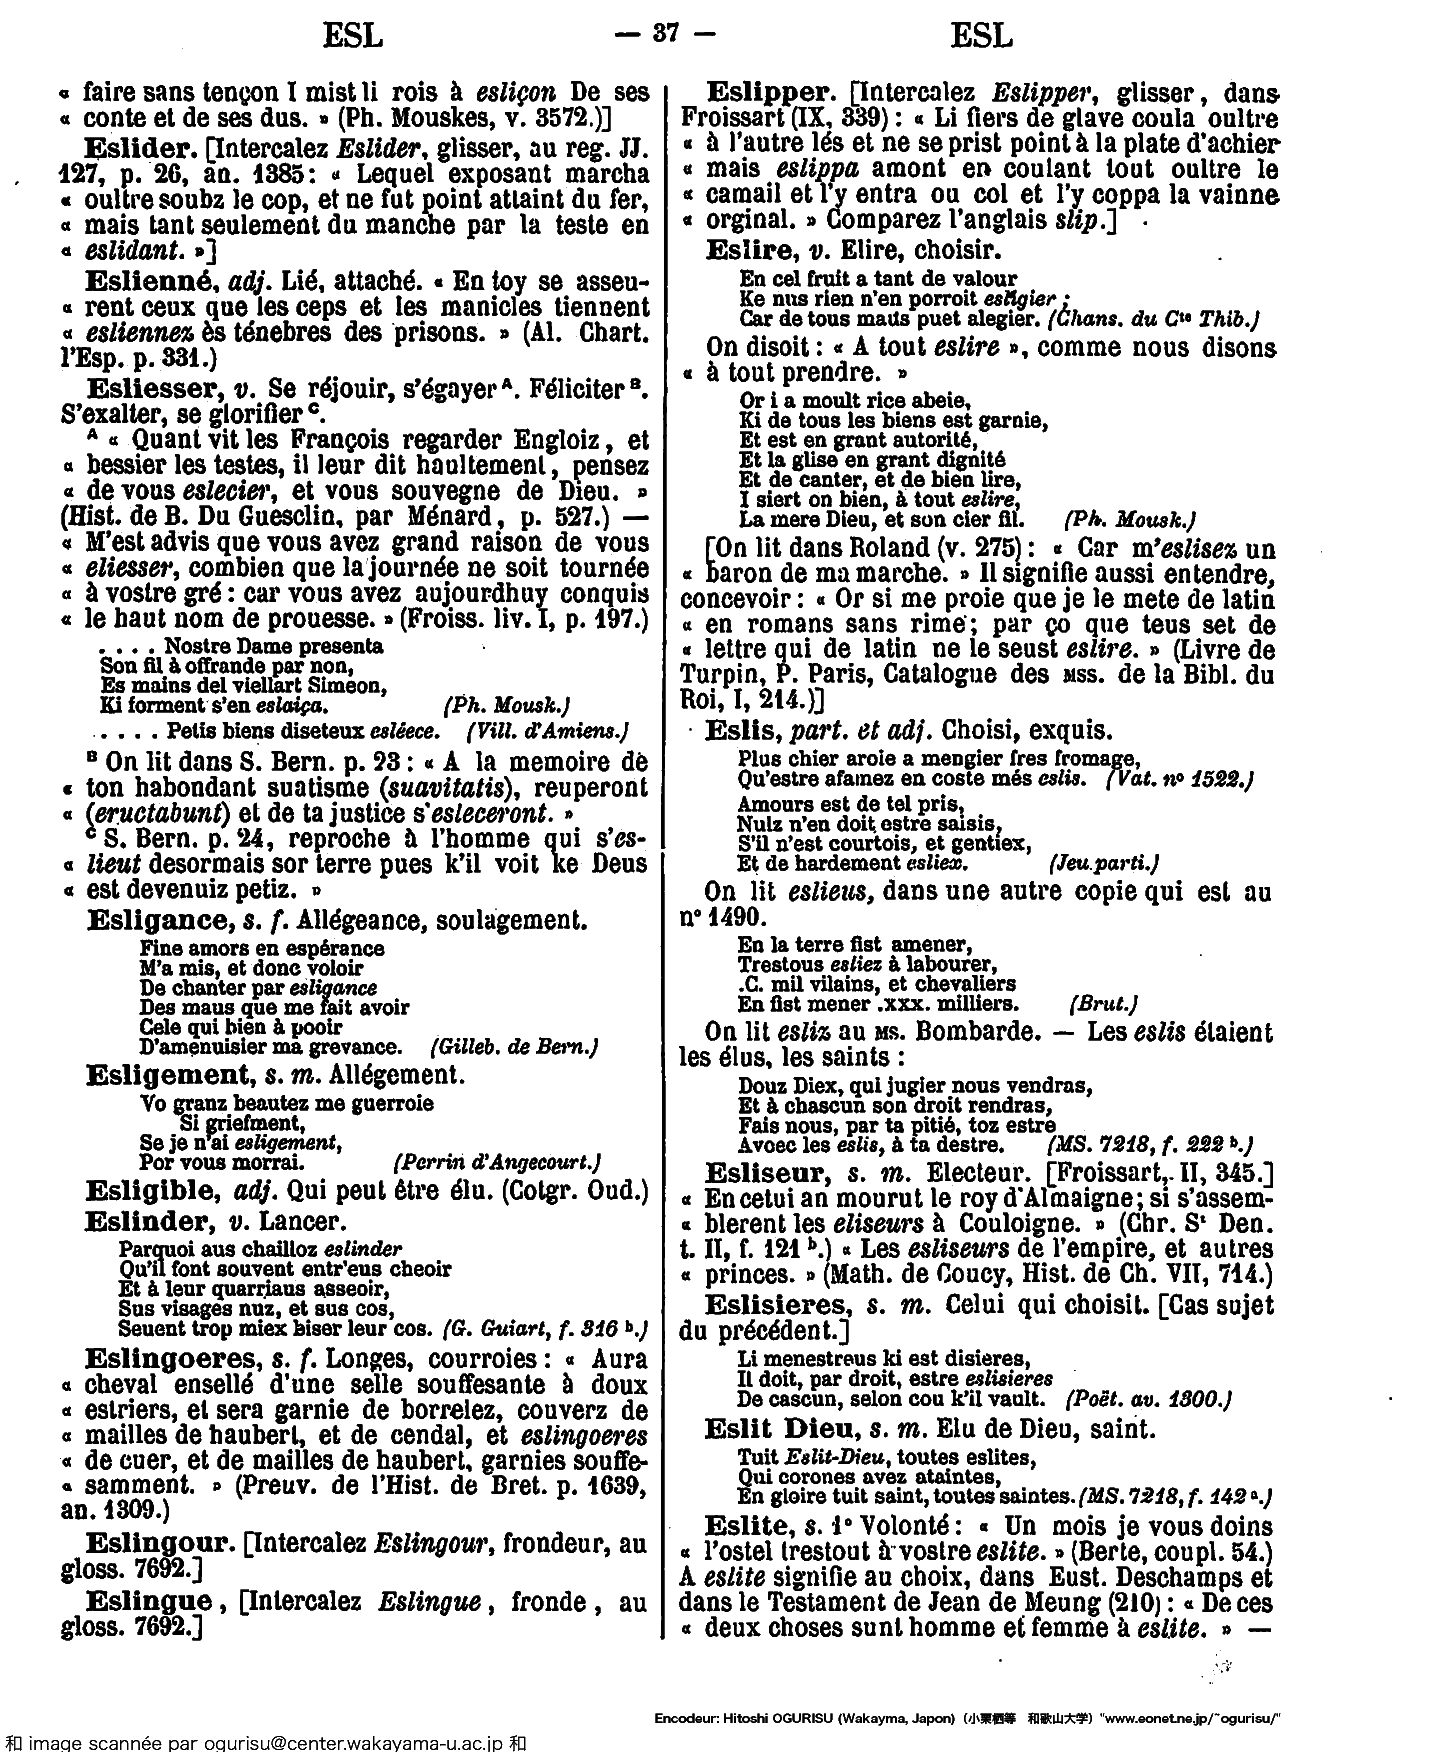 ESL
— 37 —
ESL
« faire sans tençon I mist li rois à esliçon De ses
« conte et de ses dus. » (Ph. Mouskes, v. 3572.)]
Eslider. [Intercalez Eslider, glisser, au reg. JJ.
127, p. 26, an. 1385 : « Lequel exposant marcha
« oultre soubz le cop, et ne fut point attaint du fer,
« mais tant seulement du manche par la teste en
« eslidant. »]
Eslienné, adj. Lié, attaché. « En toy se asseu-
« rent ceux que les ceps et les manicles tiennent
« esliennez ès ténebres des prisons. » (Al. Chart.
l'Esp. p. 331.)
Esliesser, v. Se réjouir, s'égayer A. Féliciter B.
S'exalter, se glorifier C.
A « Quant vit les François regarder Engloiz, et
« bessier les testes, il leur dit haultement, pensez
« de vous eslecier, et vous souvegne de Dieu. »
(Hist. de B. Du Guesclin, par Ménard, p. 527.) —
« M'est advis que vous avez grand raison de vous
« eliesser, combien que la journée ne soit tournée
« à vostre gré : car vous avez aujourdhuy conquis
« le haut nom de prouesse. » (Froiss. liv. I, p. 197.)
. . . . Nostre Dame presenta
Son fil à offrande par non,
Es mains del viellart Simeon,
Ki forment s'en eslaiça. (Ph. Mousk.)
. . . . Petis biens diseteux esléece. (Vill. d'Amiens.)
B On lit dans S. Bern. p. 23 : « A la memoire de
« ton habondant suatisme (suavitatis), reuperont
« (eructabunt) et de ta justice s'esleceront. »
C S. Bern. p. 24, reproche à l'homme qui s'es-
« lieut desormais sor terre pues k'il voit ke Deus
« est devenuiz petiz. »
Esligance, s. f. Allégeance, soulagement.
Fine amors en espérance
M'a mis, et donc voloir
De chanter par esligance
Des maus que me fait avoir
Cele qui bien à pooir
D'amenuisier ma grevance. (Gilleb. de Bern.)
Esligement, s. m. Allégement.
Vo granz beautez me guerroie
Si griefment,
Se je n'ai esligement,
Por vous morrai. (Perrin d'Angecourt.)
Esligible, adj. Qui peut être élu. (Cotgr. Oud.)
Eslinder, v. Lancer.
Parquoi aus chailloz eslinder
Qu'il font souvent entr'eus cheoir
Et à leur quarriaus asseoir,
Sus visages nuz, et sus cos,
Seuent trop miex biser leur cos. (G. Guiart, f. 316 b.)
Eslingoeres, s. f. Longes, courroies : « Aura
« cheval ensellé d'une selle souffesante à doux
« estriers, et sera garnie de borrelez, couverz de
« mailles de haubert, et de cendal, et eslingoeres
« de cuer, et de mailles de haubert, garnies souffe-
« samment. » (Preuv. de l'Hist. de Bret. p. 1639,
an. 1309.)
Eslingour. [Intercalez Eslingour, frondeur, au
gloss. 7692.]
Eslingue, [Intercalez Eslingue, fronde, au
gloss. 7692.]
Eslipper. [Intercalez Eslipper, glisser, dans
Froissart (IX, 339) : « Li fiers de glave coula oultre
« à l'autre lés et ne se prist point à la plate d'achier
« mais eslippa amont en coulant tout oultre le
« camail et l'y entra ou col et l'y coppa la vainne
« orginal. » Comparez l'anglais slip.]
Eslire, v. Elire, choisir.
En cel fruit a tant de valour
Ke nus rien n'en porroit esligier ;
Car de tous maus puet alegier. (Chans. du Cte Thib.)
On disoit : « A tout eslire », comme nous disons
« à tout prendre. »
Or i a moult rice abeie,
Ki de tous les biens est garnie,
Et est en grant autorité,
Et la glise en grant dignité
Et de canter, et de bien lire,
I siert on bien, à tout eslire,
La mere Dieu, et son cier fil. (Ph. Mousk.)
[On lit dans Roland (v. 275) : « Car m'eslisez un
« baron de ma marche. » Il signifie aussi entendre,
concevoir : « Or si me proie que je le mete de latin
« en romans sans rime ; par ço que teus set de
« lettre qui de latin ne le seust eslire. » (Livre de
Turpin, P. Paris, Catalogue des MSS. de la Bibl. du
Roi, I, 214.)]
Eslis, part. et adj. Choisi, exquis.
Plus chier aroie a mengier fres fromage,
Qu'estre afamez en coste més eslis. (Vat. nº 1522.)
Amours est de tel pris,
Nulz n'en doit estre saisis,
S'il n'est courtois, et gentiex,
Et de hardement esliex. (Jeu parti.)
On lit eslieus, dans une autre copie qui est au
nº 1490.
En la terre fist amener,
Trestous esliez à labourer,
.C. mil vilains, et chevaliers
En fist mener .xxx. milliers. (Brut.)
On lit esliz au MS. Bombarde. — Les eslis étaient
les élus, les saints :
Douz Diex, qui jugier nous vendras,
Et à chascun son droit rendras,
Fais nous, par ta pitié, toz estre
Avoec les eslis, à ta destre. (MS. 7218, f. 222 b.)
Esliseur, s. m. Electeur. [Froissart, II, 345.]
« En cetui an mourut le roy d'Almaigne ; si s'assem-
« blerent les eliseurs à Couloigne. » (Chr. St Den.
t. II, f. 121 b.) « Les esliseurs de l'empire, et autres
« princes. » (Math. de Coucy, Hist. de Ch. VII, 714.)
Eslisieres, s. m. Celui qui choisit. [Cas sujet
du précédent.]
Li menestreus ki est disieres,
Il doit, par droit, estre eslisieres
De cascun, selon cou k'il vault. (Poët. av. 1300.)
Eslit Dieu, s. m. Elu de Dieu, saint.
Tuit Eslit-Dieu, toutes eslites,
Qui corones avez ataintes,
En gloire tuit saint, toutes saintes. (MS. 7218, f. 142 a.)
Eslite, s. 1º Volonté : « Un mois je vous doins
« l'ostel trestout à vostre eslite. » (Berte, coupl. 54.)
A eslite signifie au choix, dans Eust. Deschamps et
dans le Testament de Jean de Meung (210) : « De ces
« deux choses sunt homme et femme à eslite. » —
Encodeur: Hitoshi OGURISU (Wakayma, Japon)（小栗栖等　和歌山大学）"www.eonet.ne.jp/~ogurisu/"
和 image scannée par ogurisu@center.wakayama-u.ac.jp 和